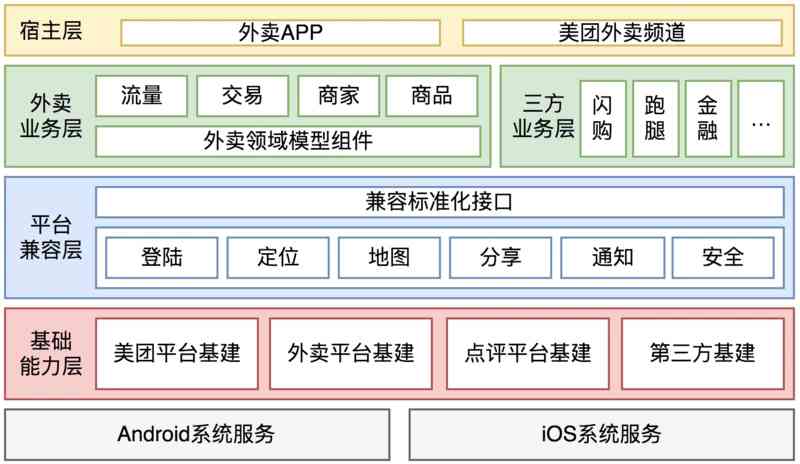 宿主层
外卖APP
美团外卖频道
外卖
业务层
流量
交易
商家
商品
外卖领域模型组件
三方
业务层
闪
购
跑
腿
金
融
...
平台
兼容层
兼容标准化接口
登陆
定位
地图
分享
通知
安全
基础
能力层
美团平台基建
外卖平台基建
点评平台基建
第三方基建
Android系统服务
iOS系统服务